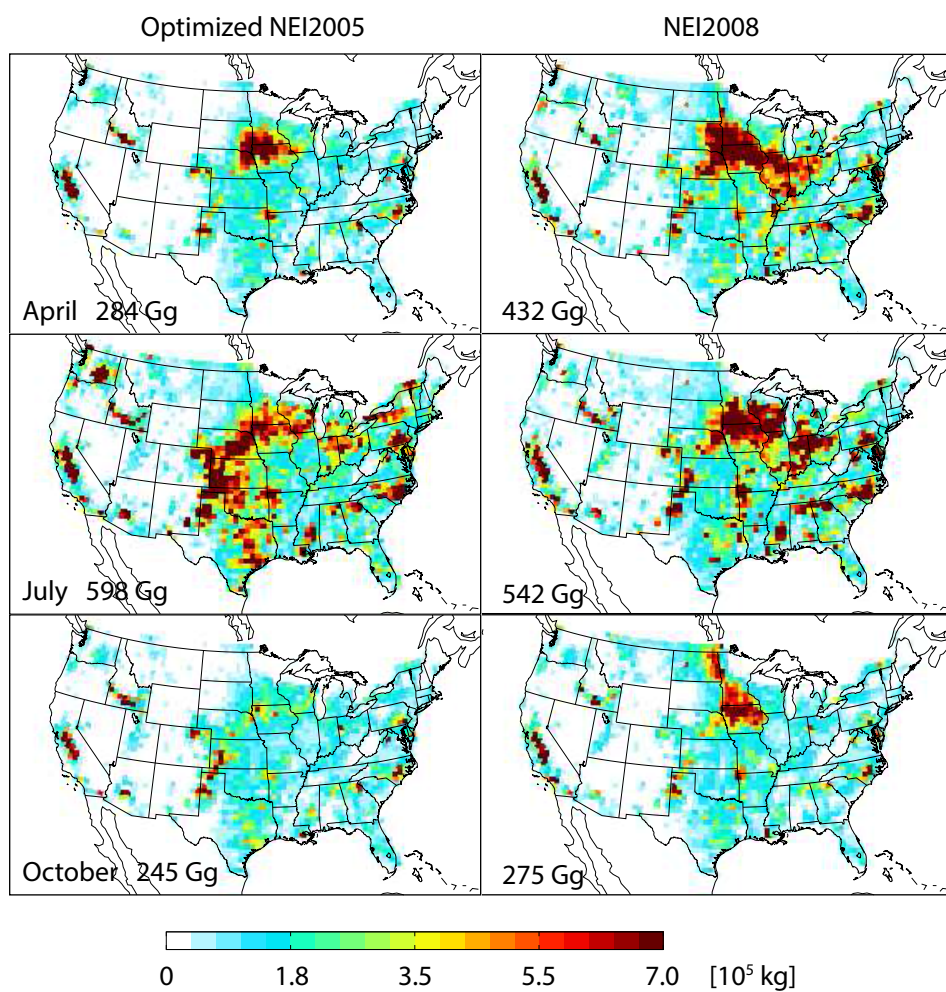 Optimized NEI2005 NEI2008
April 284 Gg 432 Gg
July 598 Gg 542 Gg
October 245 Gg 275 Gg
0 1.8 3.5 5.5 7.0 [10⁵ kg]